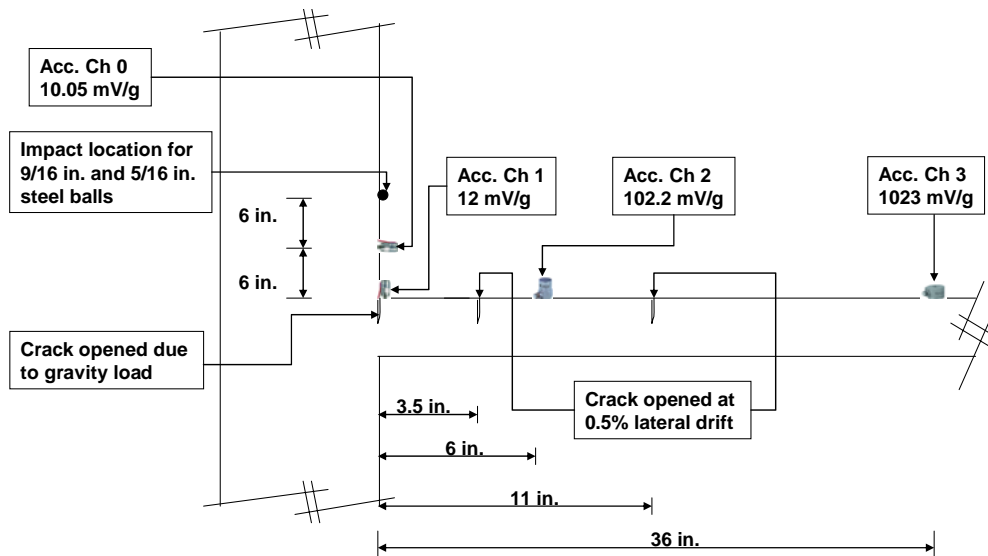 Acc. Ch 0
10.05 mV/g
Impact location for
9/16 in. and 5/16 in.
steel balls
Acc. Ch 1
12 mV/g
Acc. Ch 2
102.2 mV/g
Acc. Ch 3
1023 mV/g
6 in.
6 in.
Crack opened due
to gravity load
Crack opened at
0.5% lateral drift
3.5 in.
6 in.
11 in.
36 in.